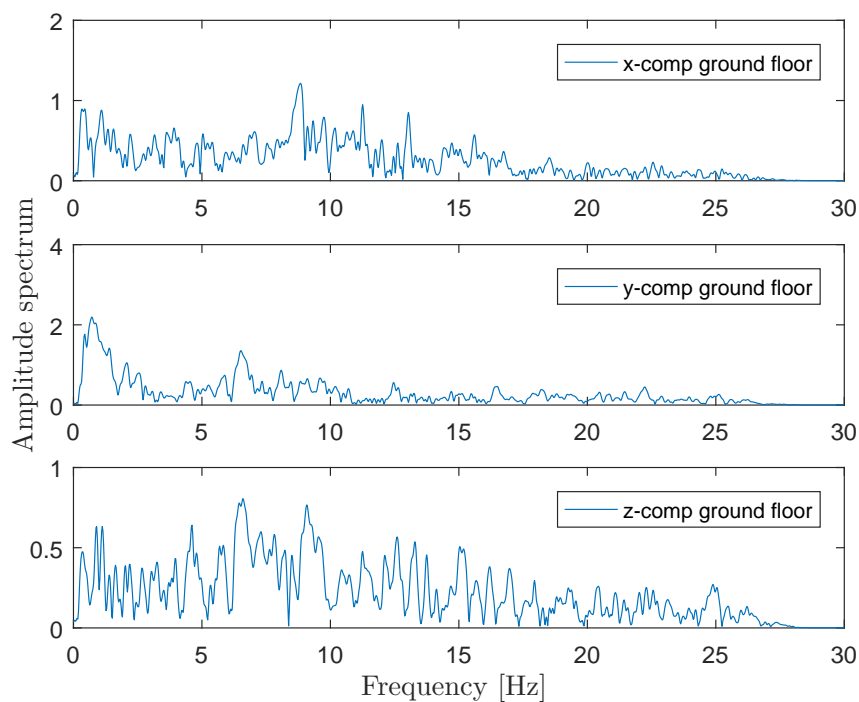 2
1
0
x-comp ground floor
0 5 10 15 20 25 30
4
2
0
y-comp ground floor
0 5 10 15 20 25 30
Amplitude spectrum
1
0.5
0
z-comp ground floor
0 5 10 15 20 25 30
Frequency [Hz]